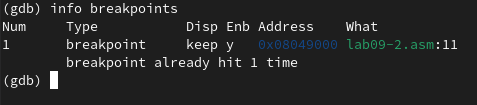 (gdb) info breakpoints
Num     Type           Disp Enb Address    What
1       breakpoint     keep y   0x08049000 lab09-2.asm:11
        breakpoint already hit 1 time
(gdb)